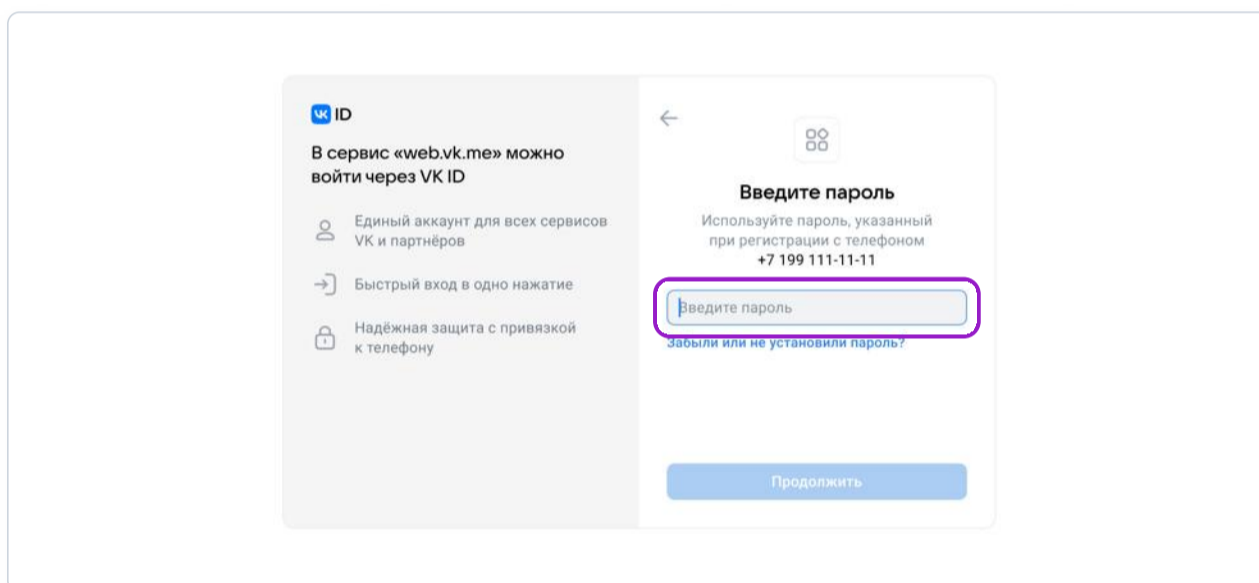 VK ID
В сервис «web.vk.me» можно
войти через VK ID
Единый аккаунт для всех сервисов
VK и партнёров
Быстрый вход в одно нажатие
Надёжная защита с привязкой
к телефону
Введите пароль
Используйте пароль, указанный
при регистрации с телефоном
+7 199 111-11-11
Введите пароль
Забыли или не установили пароль?
Продолжить